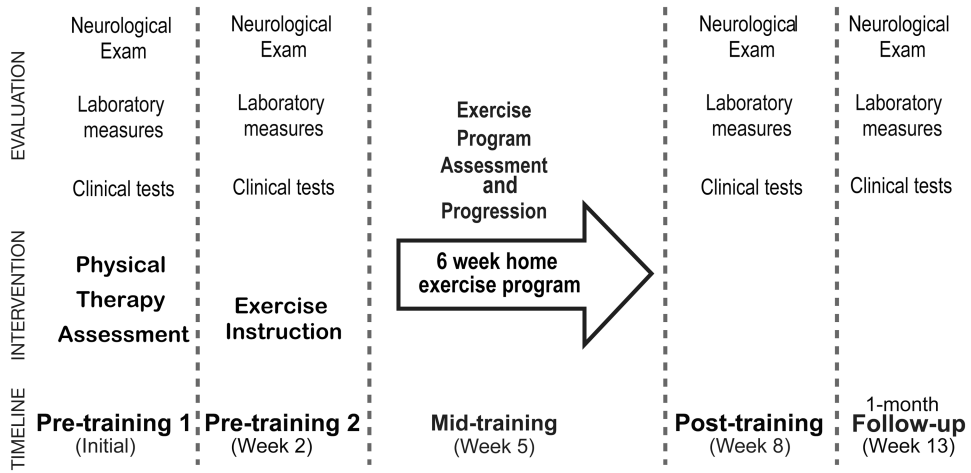 EVALUATION
Neurological
Exam
Neurological
Exam
Neurological
Exam
Neurological
Exam
Laboratory
measures
Laboratory
measures
Exercise
Program
Assessment
and
Progression
Laboratory
measures
Laboratory
measures
Clinical tests
Clinical tests
Clinical tests
Clinical tests
INTERVENTION
Physical
Therapy
Assessment
Exercise
Instruction
6 week home
exercise program
TIMELINE
Pre-training 1
(Initial)
Pre-training 2
(Week 2)
Mid-training
(Week 5)
Post-training
(Week 8)
1-month
Follow-up
(Week 13)